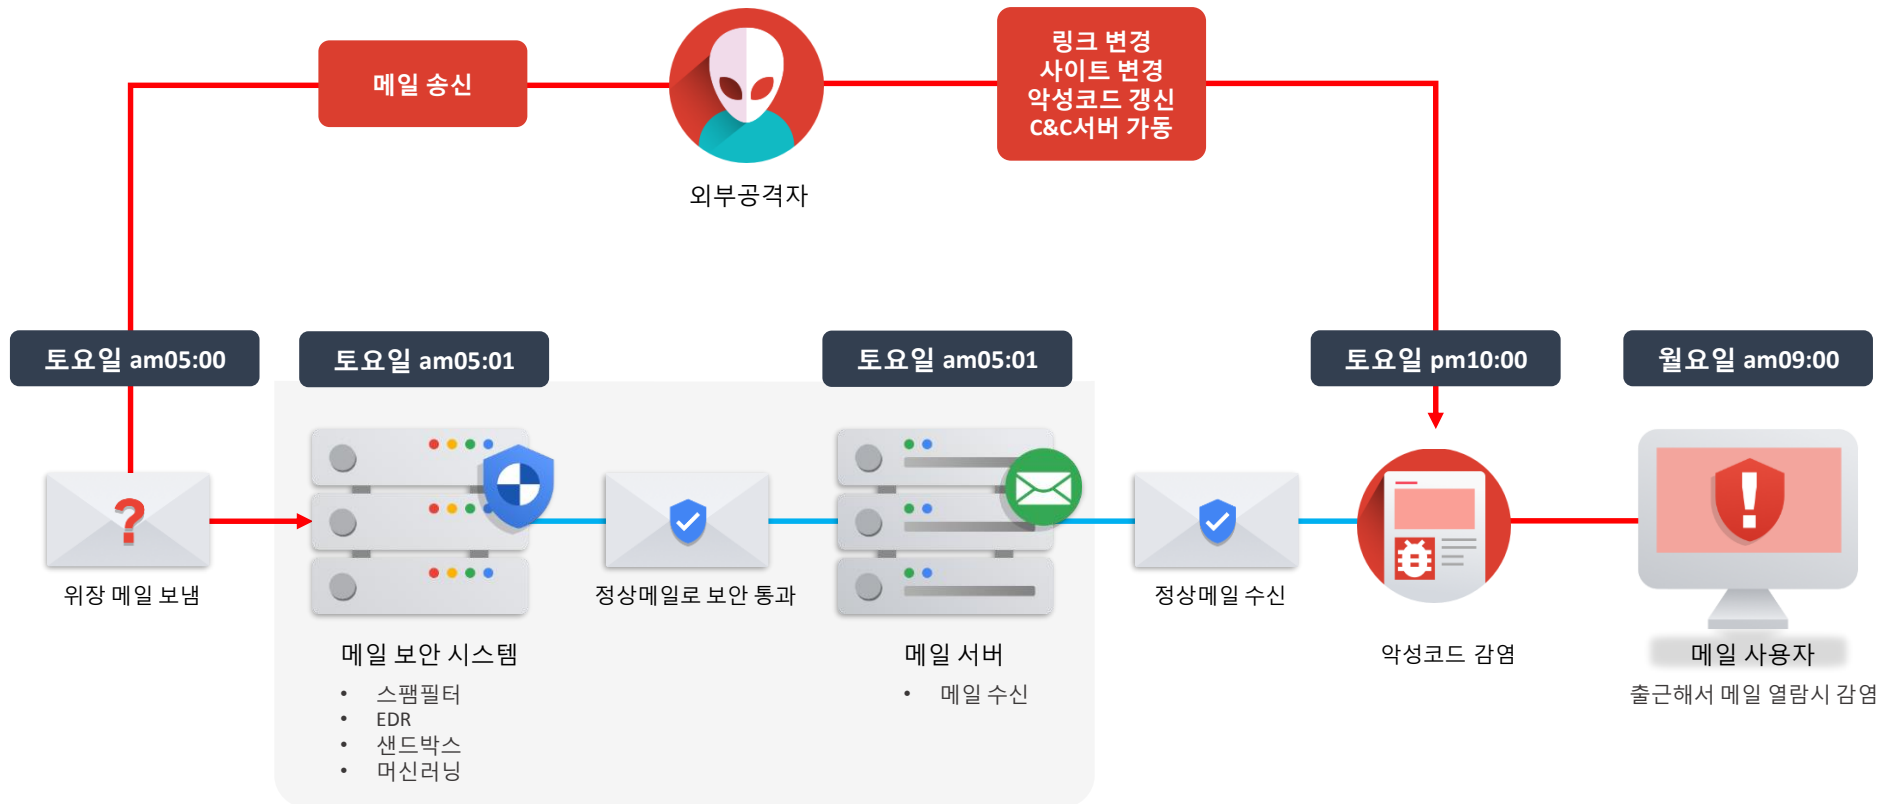 메일 송신
링크 변경
사이트 변경
악성코드 갱신
C&C서버 가동
외부공격자
토요일 am05:00
토요일 am05:01
토요일 am05:01
토요일 pm10:00
월요일 am09:00
?
!
위장 메일 보냄
정상메일로 보안 통과
정상메일 수신
메일 보안 시스템
• 스팸필터
• EDR
• 샌드박스
• 머신러닝
메일 서버
• 메일 수신
악성코드 감염
메일 사용자
출근해서 메일 열람시 감염